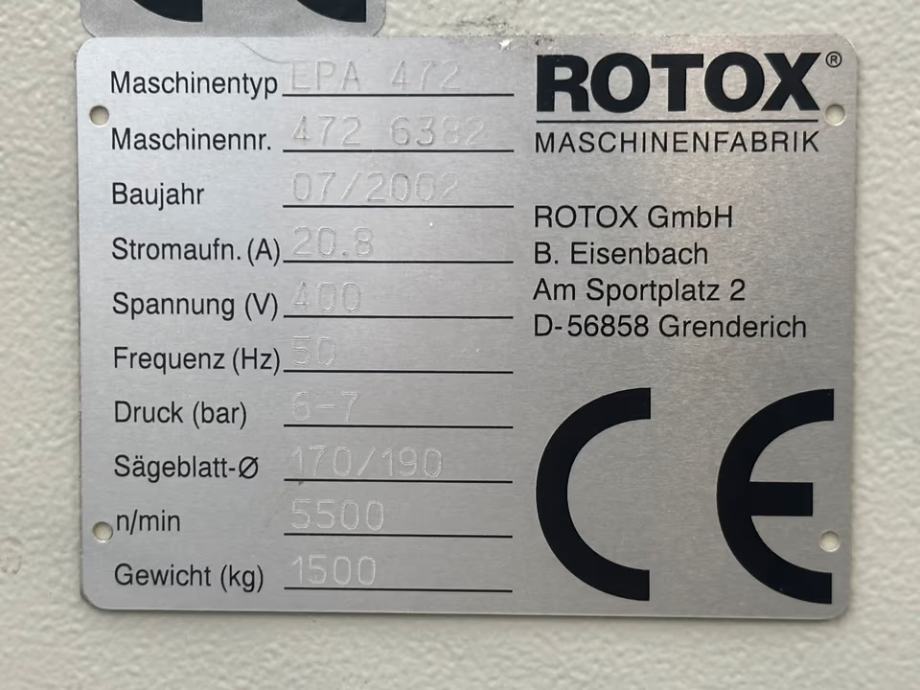 Maschinentyp EPA 472
Maschinennr. 472 6382
Baujahr 07/2002
Stromaufn. (A) 20.8
Spannung (V) 400
Frequenz (Hz) 50
Druck (bar) 6-7
Sägeblatt-Ø 170/190
n/min 5500
Gewicht (kg) 1500
ROTOX®
MASCHINENFABRIK
ROTOX GmbH
B. Eisenbach
Am Sportplatz 2
D-56858 Grenderich
CE